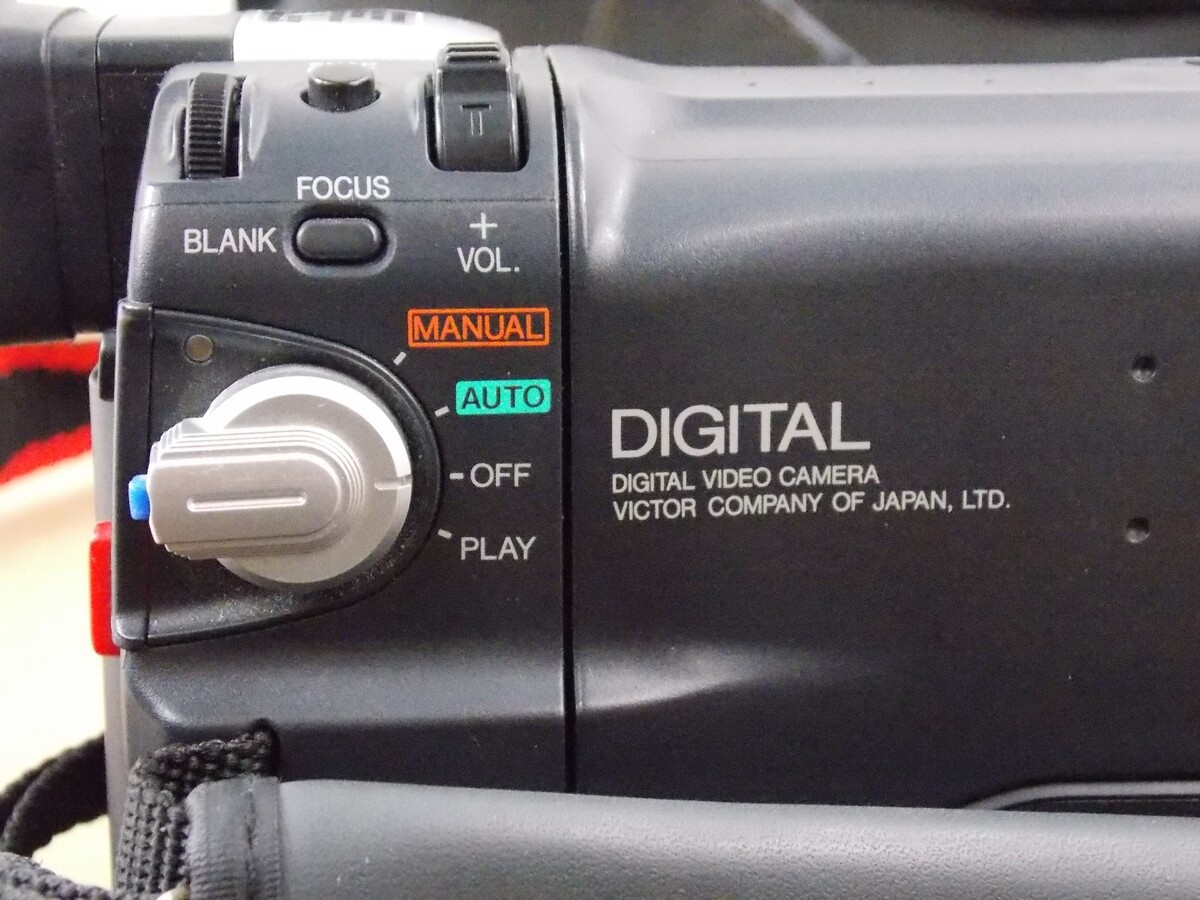 T
FOCUS
BLANK
+
VOL.
MANUAL
AUTO
OFF
PLAY
DIGITAL
DIGITAL VIDEO CAMERA
VICTOR COMPANY OF JAPAN, LTD.